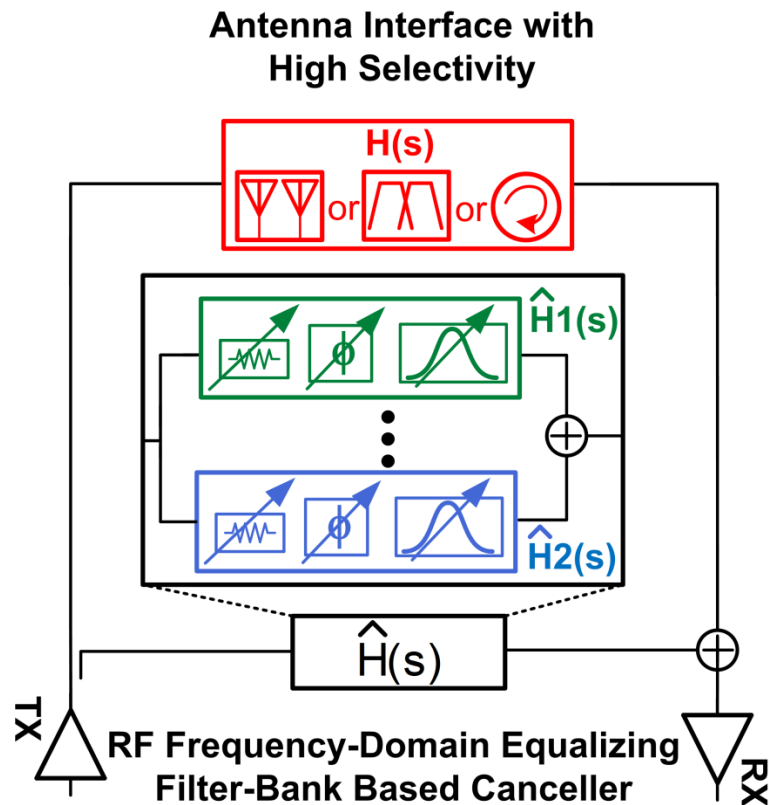 Antenna Interface with
High Selectivity
H(s)
or or
Ĥ1(s)
ϕ
ϕ
Ĥ2(s)
Ĥ(s)
TX
RF Frequency-Domain Equalizing
Filter-Bank Based Canceller
RX